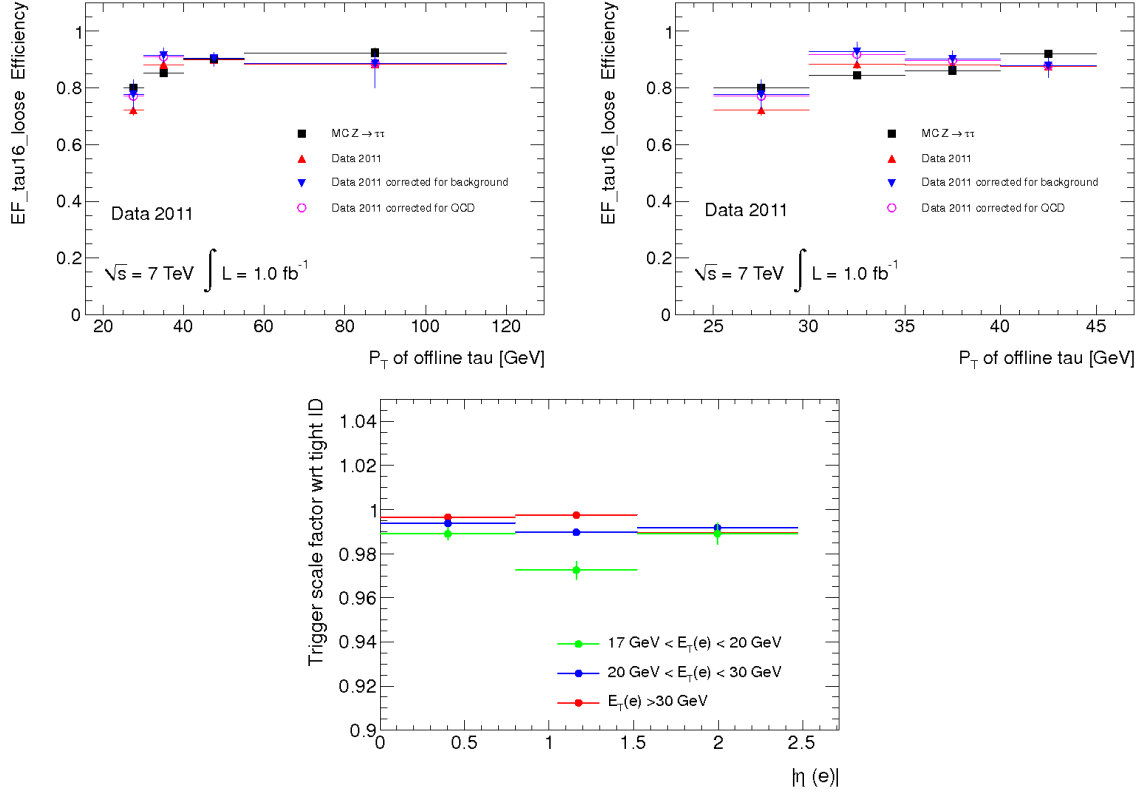 EF_tau16_loose Efficiency
1
0.8
0.6
0.4
0.2
0
MC Z→ττ
Data 2011
Data 2011 corrected for background
Data 2011 corrected for QCD
Data 2011
√s = 7 TeV ∫ L = 1.0 fb⁻¹
20 40 60 80 100 120
P_T of offline tau [GeV]
EF_tau16_loose Efficiency
1
0.8
0.6
0.4
0.2
0
MC Z→ττ
Data 2011
Data 2011 corrected for background
Data 2011 corrected for QCD
Data 2011
√s = 7 TeV ∫ L = 1.0 fb⁻¹
25 30 35 40 45
P_T of offline tau [GeV]
Trigger scale factor wrt tight ID
1.04
1.02
1
0.98
0.96
0.94
0.92
0.9
17 GeV < E_T(e) < 20 GeV
20 GeV < E_T(e) < 30 GeV
E_T(e) >30 GeV
0 0.5 1 1.5 2 2.5
|η (e)|